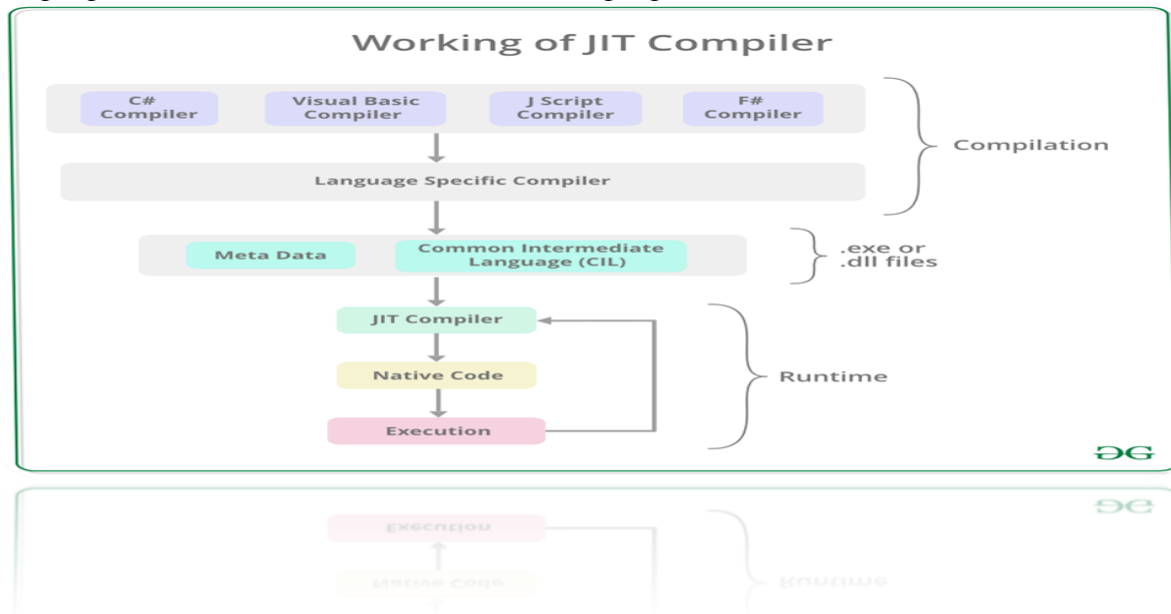 Working of JIT Compiler
C#
Compiler
Visual Basic
Compiler
J Script
Compiler
F#
Compiler
Compilation
Language Specific Compiler
Meta Data
Common Intermediate
Language (CIL)
.exe or
.dll files
JIT Compiler
Native Code
Runtime
Execution